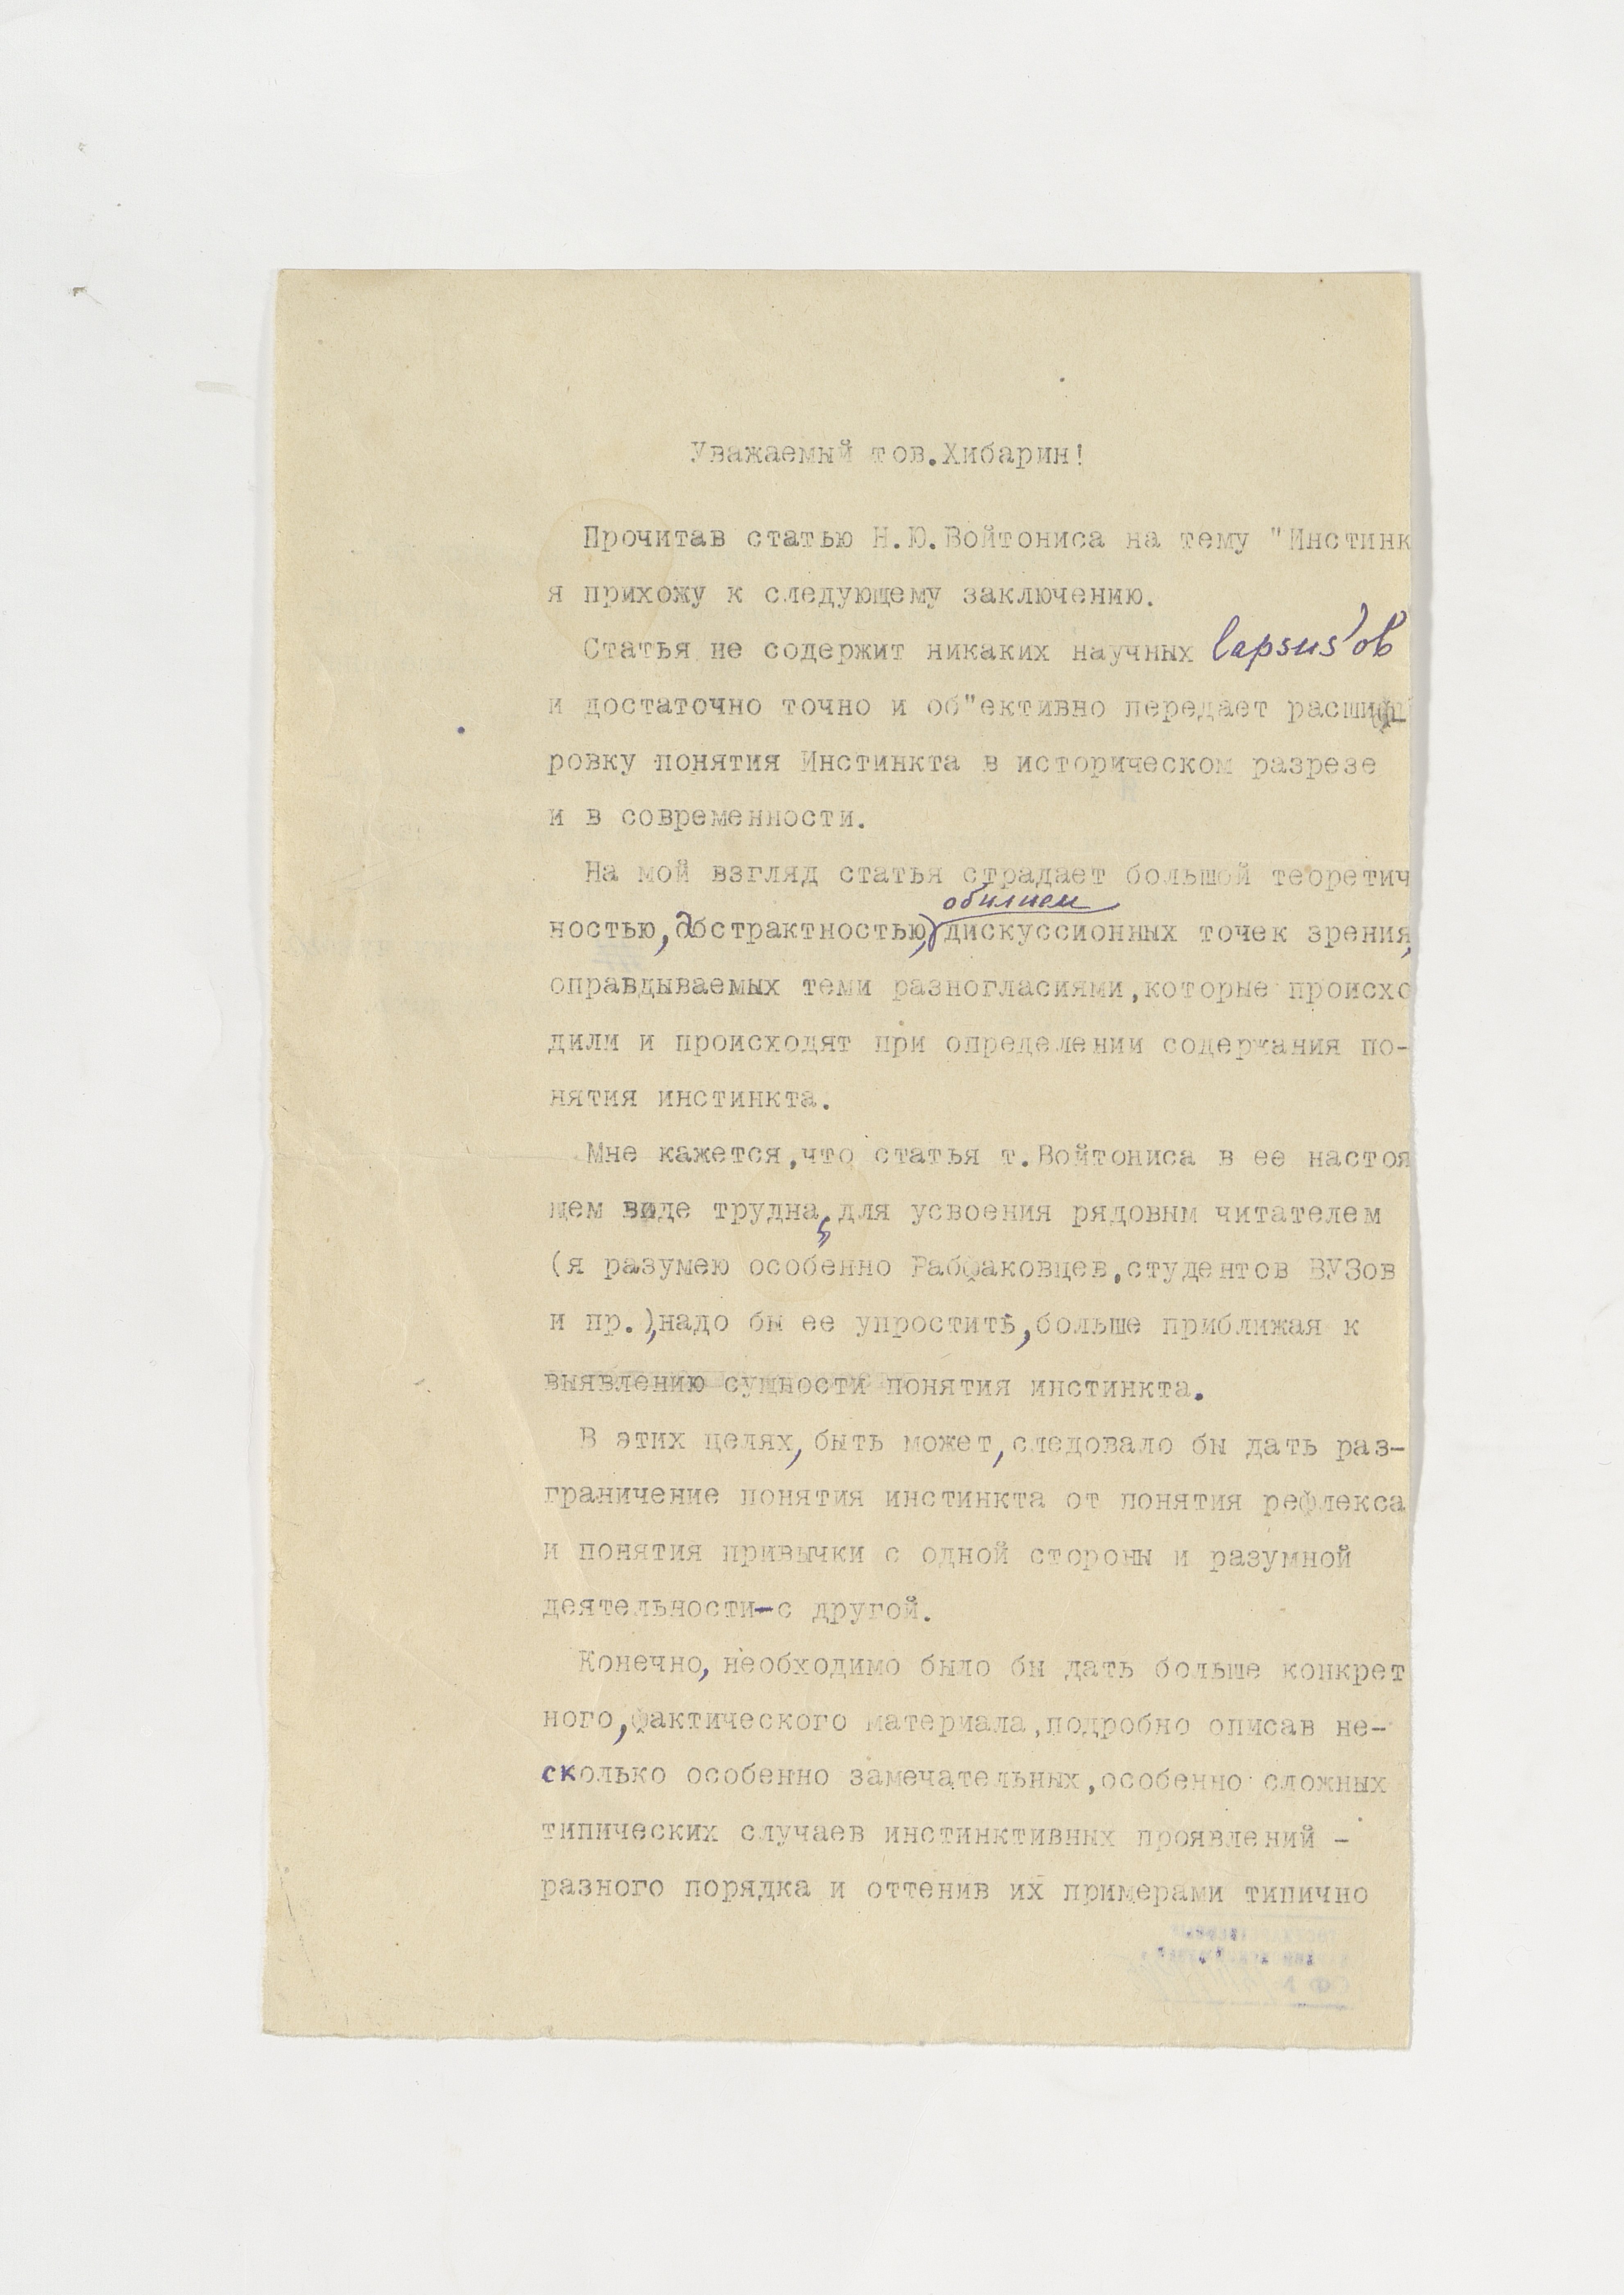 Уважаемый тов.Хибарин!
Прочитав статью Н.Ю.Войтониса на тему "Инстинк
я прихожу к следующему заключению.
Статья не содержит никаких научных lapsus'ов
и достаточно точно и об"ективно передает расшиф
ровку понятия Инстинкта в историческом разрезе
и в современности.
На мой взгляд статья страдает большой теоретич
обилием
ностью, абстрактностью, дискуссионных точек зрения,
оправдываемых теми разногласиями,которые происхо
дили и происходят при определении содержания по-
нятия инстинкта.
Мне кажется,что статья т.Войтониса в ее настоя
щем виде трудна для усвоения рядовым читателем
(я разумею особенно Рабфаковцев,студентов ВУЗов
и пр.),надо бы ее упростить,больше приближая к
выявлению сущности понятия инстинкта.
В этих целях, быть может,следовало бы дать раз-
граничение понятия инстинкта от понятия рефлекса
и понятия привычки с одной стороны и разумной
деятельности-с другой.
Конечно, необходимо было бы дать больше конкрет
ного,фактического материала,подробно описав не-
сколько особенно замечательных,особенно сложных
типических случаев инстинктивных проявлений -
разного порядка и оттенив их примерами типично